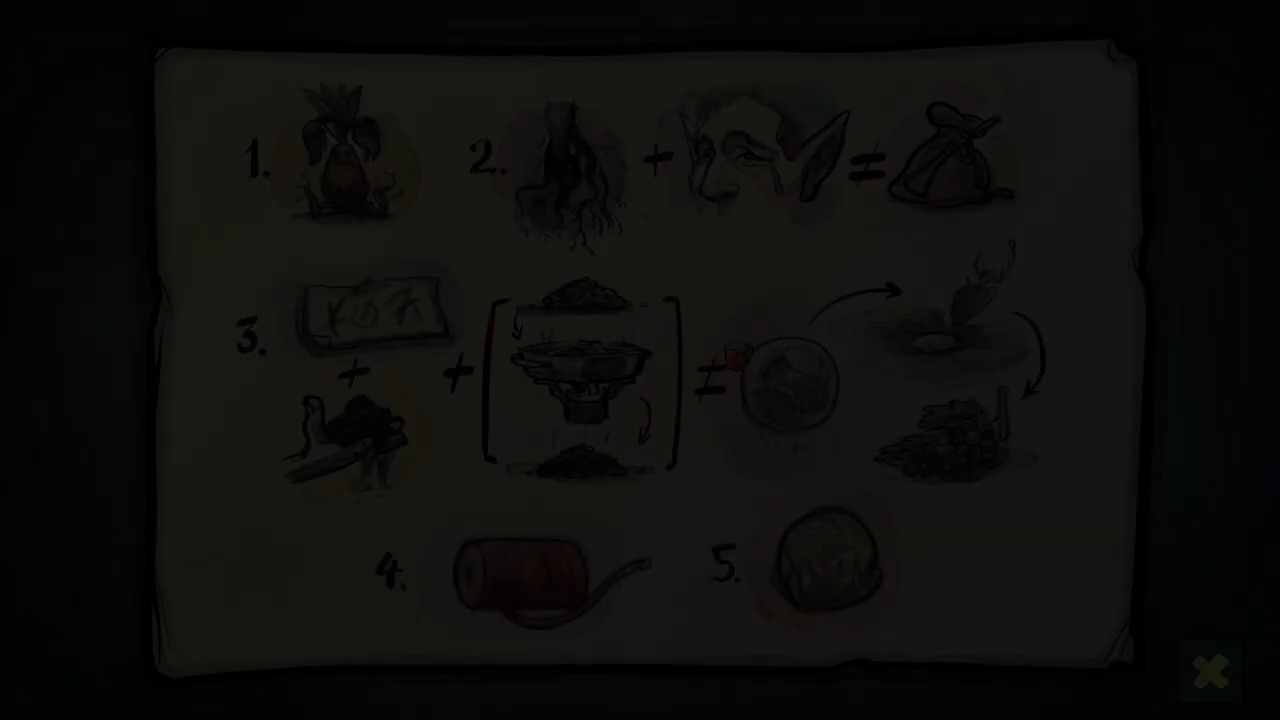 1.
2. + =
3. + + =
4. 5.